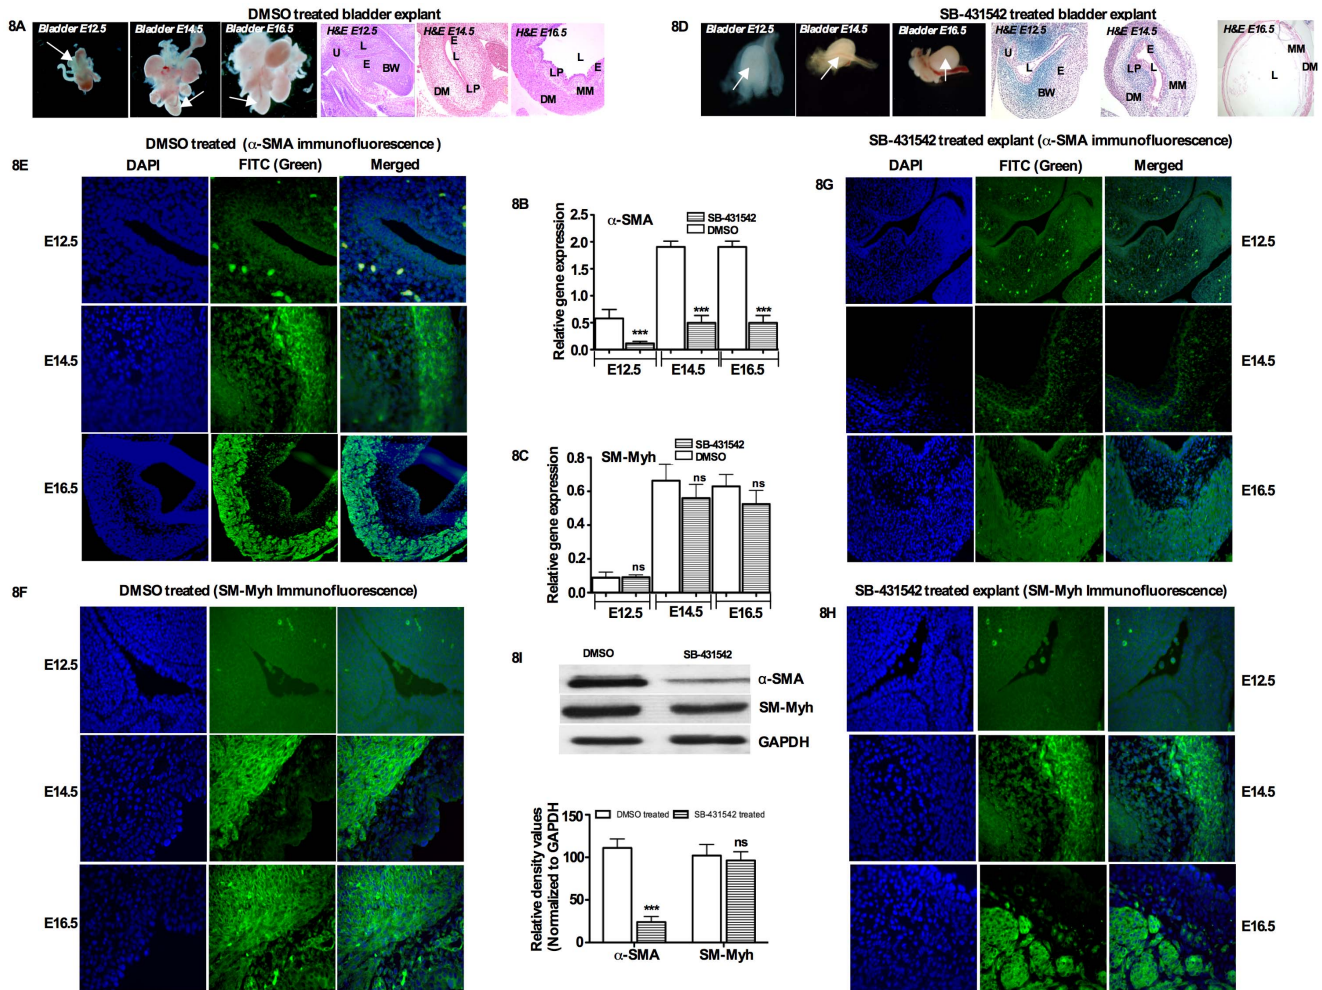 DMSO treated bladder explant
8A
Bladder E12.5
Bladder E14.5
Bladder E16.5
H&E E12.5
H&E E14.5
H&E E16.5
U
L
E
BW
E
L
LP
DM
L
E
LP
MM
DM
SB-431542 treated bladder explant
8D
Bladder E12.5
Bladder E14.5
Bladder E16.5
H&E E12.5
H&E E14.5
H&E E16.5
U
L
E
BW
E
LP
L
DM
MM
MM
DM
L
DMSO treated (α-SMA immunofluorescence )
8E
DAPI
FITC (Green)
Merged
E12.5
E14.5
E16.5
8B
α-SMA
SB-431542
DMSO
Relative gene expression
2.5
2.0
1.5
1.0
0.5
0.0
***
***
***
E12.5
E14.5
E16.5
SB-431542 treated explant (α-SMA immunofluorescence)
8G
DAPI
FITC (Green)
Merged
E12.5
E14.5
E16.5
8C
SM-Myh
SB-431542
DMSO
Relative gene expression
0.8
0.6
0.4
0.2
0.0
ns
ns
ns
E12.5
E14.5
E16.5
DMSO treated (SM-Myh Immunofluorescence)
8F
E12.5
E14.5
E16.5
8I
DMSO
SB-431542
α-SMA
SM-Myh
GAPDH
DMSO treated
SB-431542 treated
Relative density values
(Normalized to GAPDH)
150
100
50
0
***
ns
α-SMA
SM-Myh
SB-431542 treated explant (SM-Myh Immunofluorescence)
8H
E12.5
E14.5
E16.5